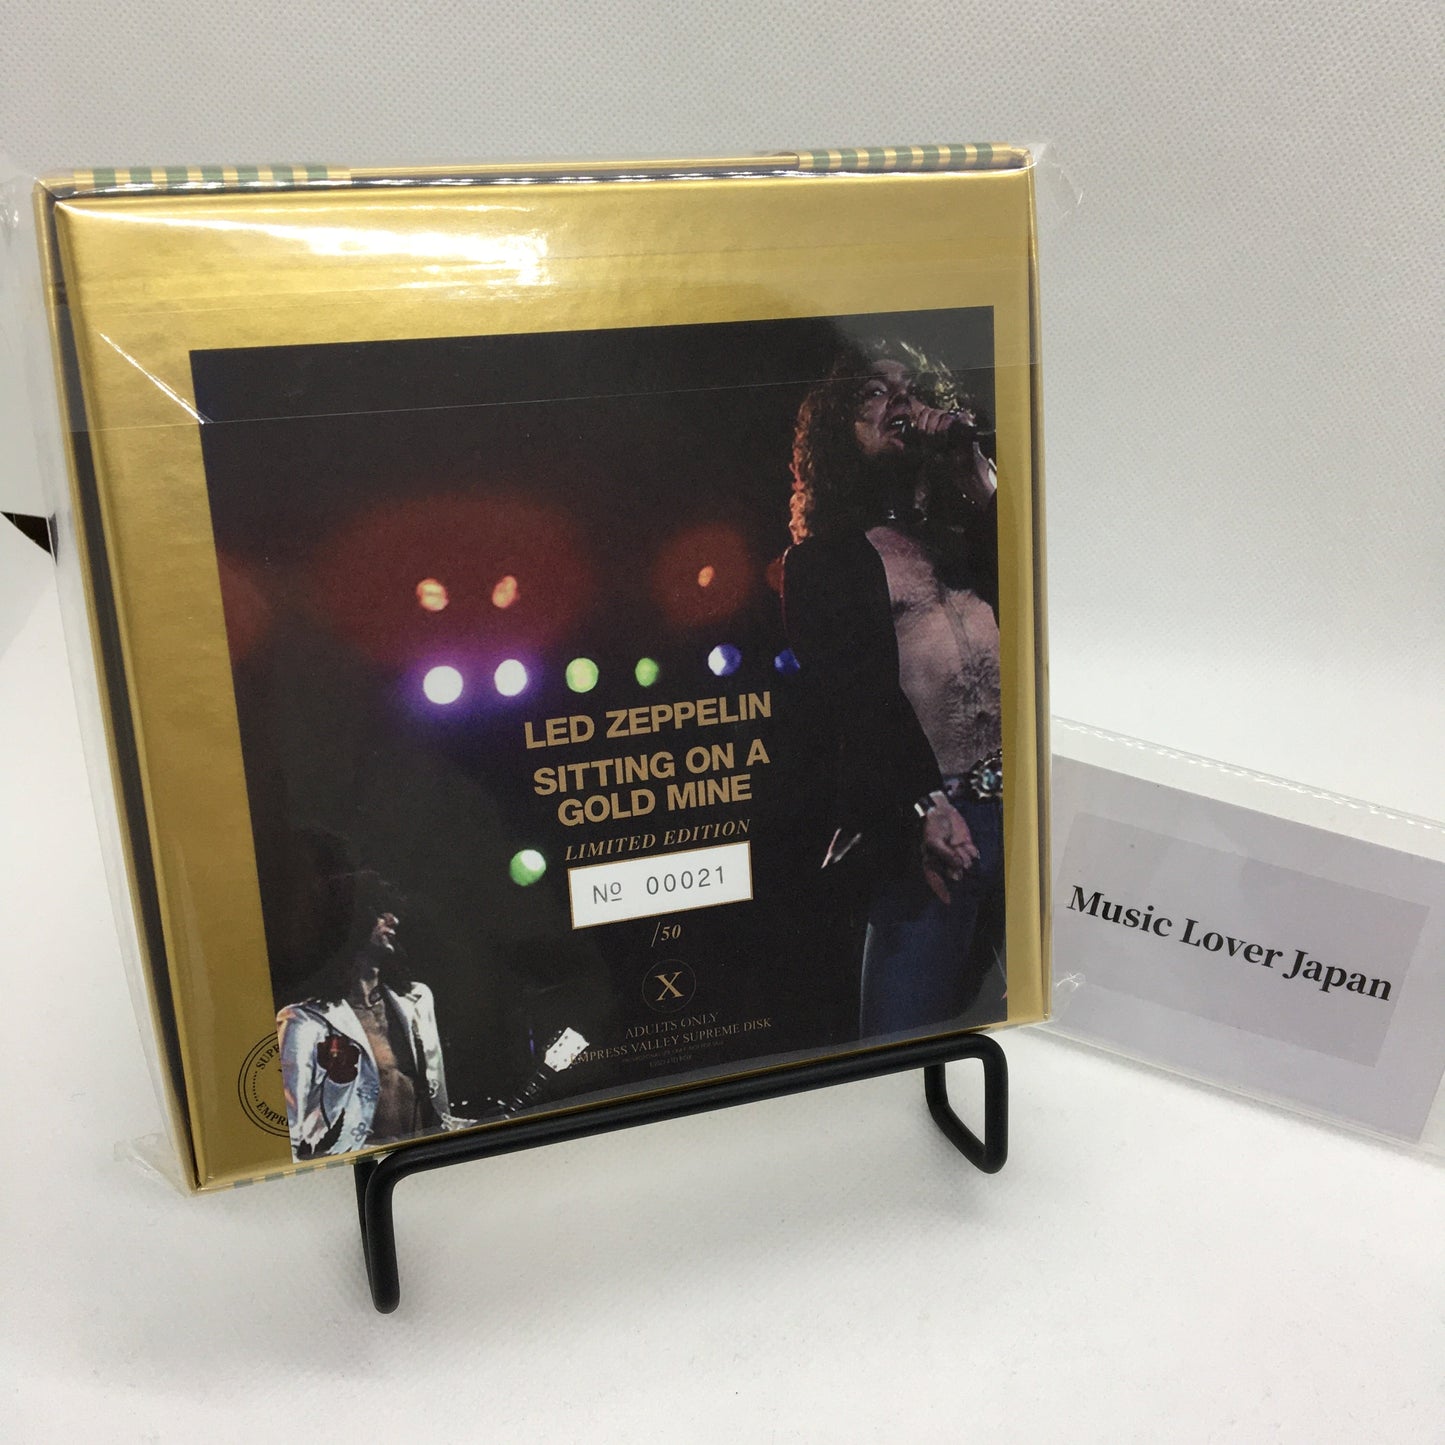 LED ZEPPELIN
SITTING ON A
GOLD MINE
LIMITED EDITION
Nº 00021
/50
X
ADULTS ONLY
EMPRESS VALLEY SUPREME DISK
Music Lover Japan